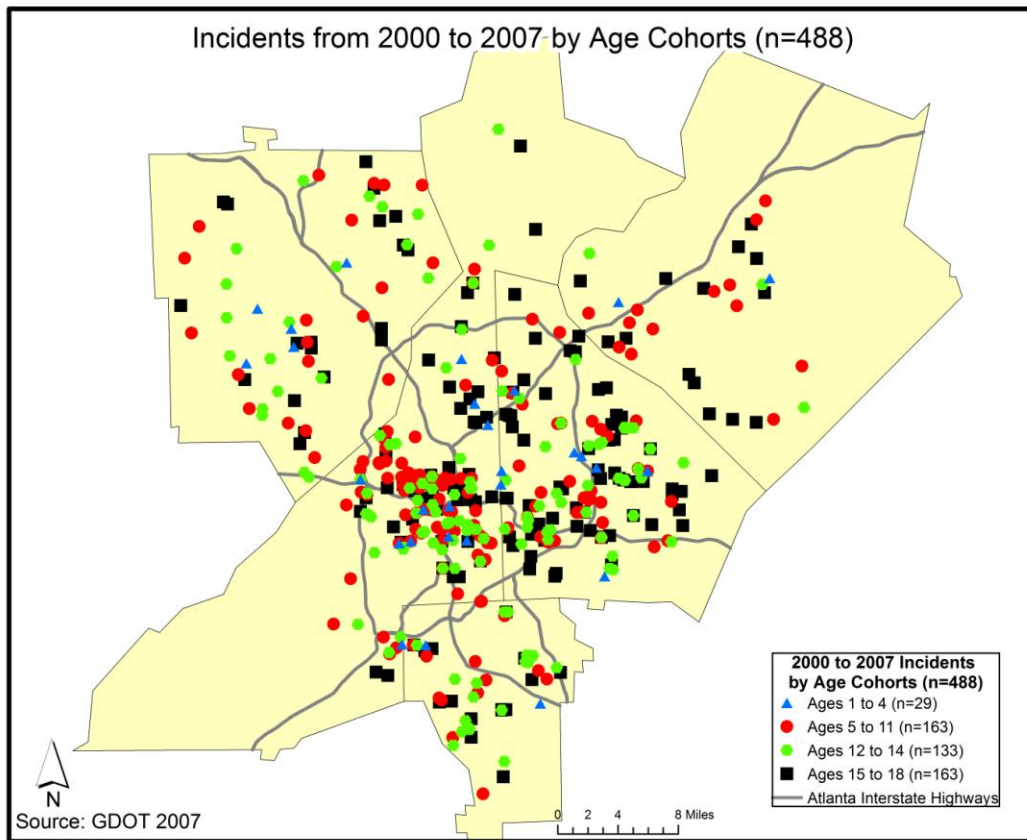 Incidents from 2000 to 2007 by Age Cohorts (n=488)
2000 to 2007 Incidents
by Age Cohorts (n=488)
Ages 1 to 4 (n=29)
Ages 5 to 11 (n=163)
Ages 12 to 14 (n=133)
Ages 15 to 18 (n=163)
Atlanta Interstate Highways
N
Source: GDOT 2007
0 2 4 8 Miles